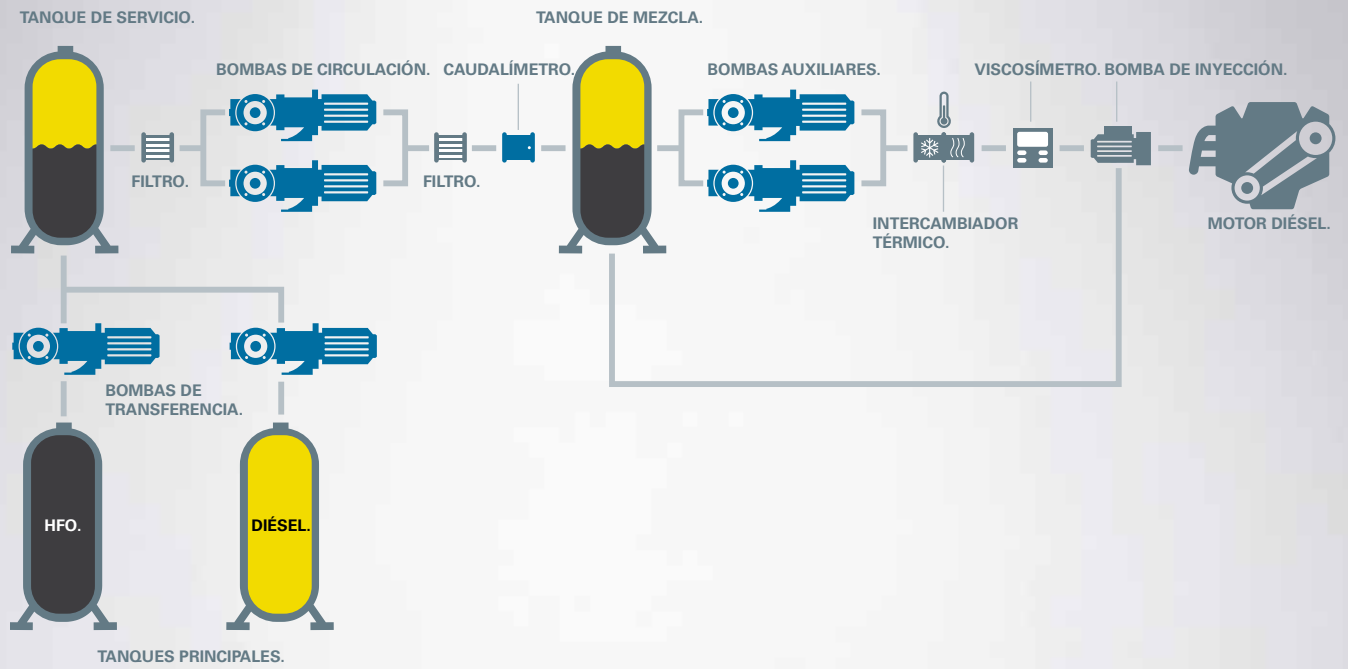 TANQUE DE SERVICIO.
TANQUE DE MEZCLA.
BOMBAS DE CIRCULACIÓN.
CAUDALÍMETRO.
BOMBAS AUXILIARES.
VISCOSÍMETRO.
BOMBA DE INYECCIÓN.
FILTRO.
FILTRO.
INTERCAMBIADOR
TÉRMICO.
MOTOR DIÉSEL.
BOMBAS DE
TRANSFERENCIA.
HFO.
DIÉSEL.
TANQUES PRINCIPALES.